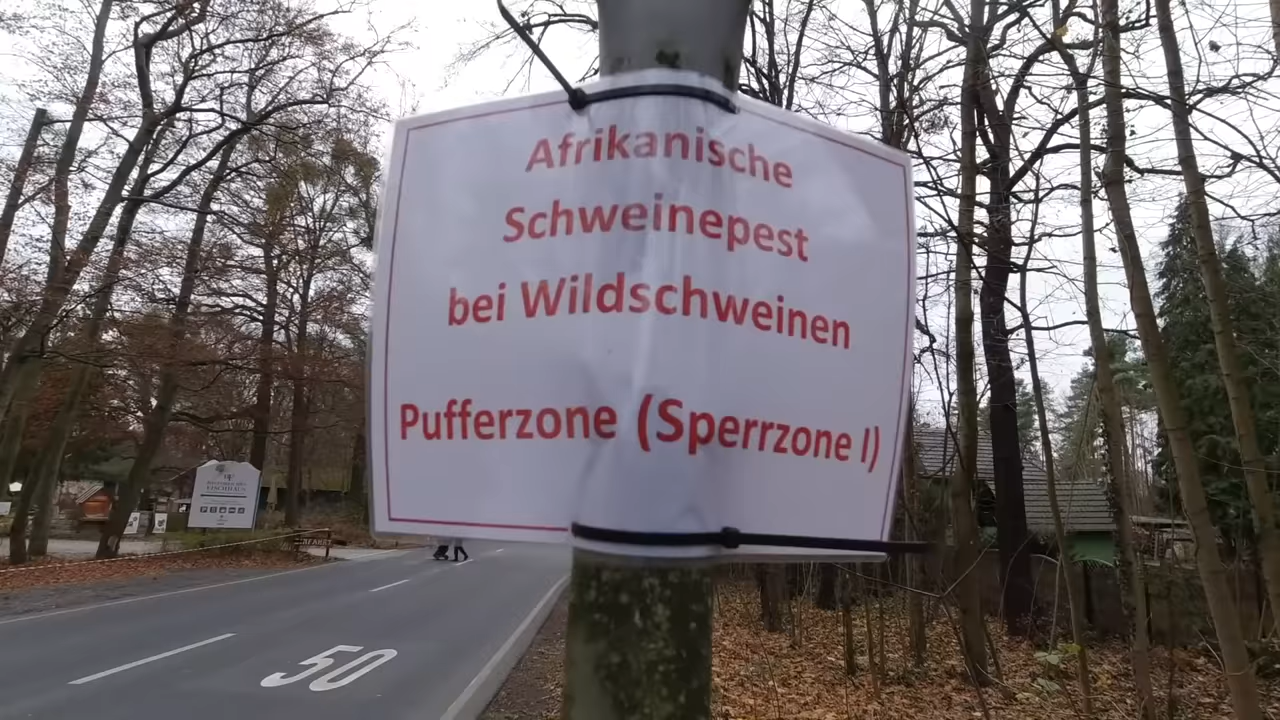 Afrikanische
Schweinepest
bei Wildschweinen
Pufferzone (Sperrzone I)
50